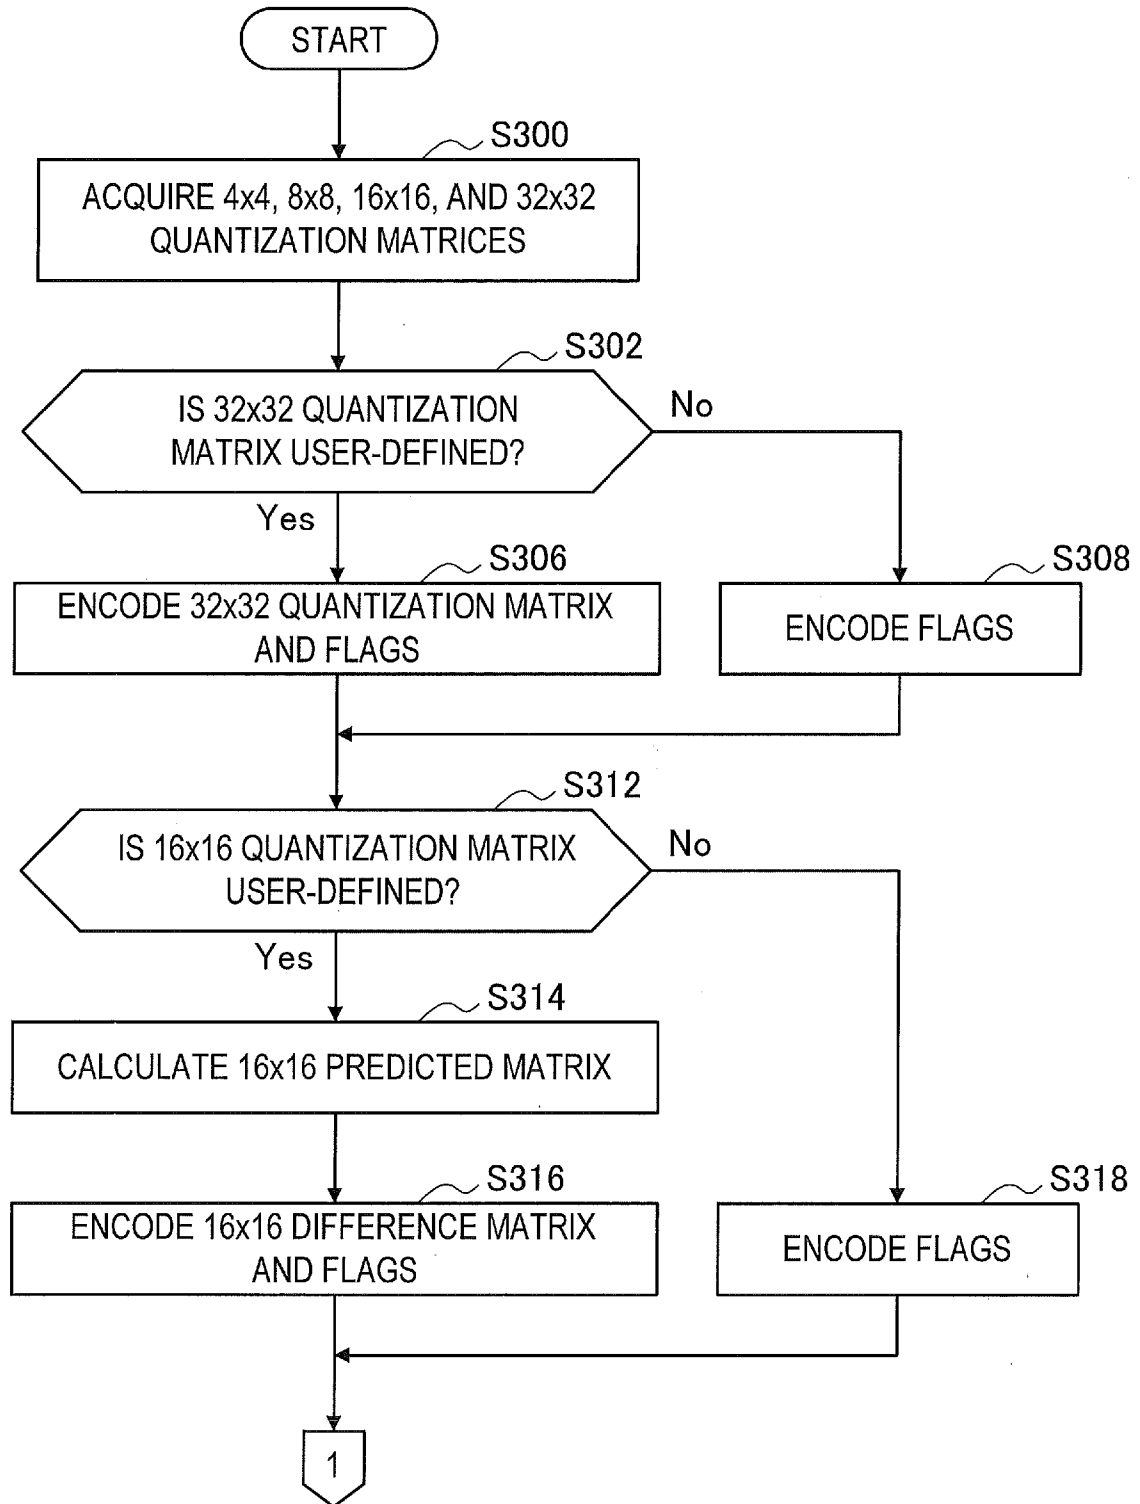 START
S300
ACQUIRE 4x4, 8x8, 16x16, AND 32x32
QUANTIZATION MATRICES
S302
IS 32x32 QUANTIZATION
MATRIX USER-DEFINED?
No
Yes
S306
ENCODE 32x32 QUANTIZATION MATRIX
AND FLAGS
S308
ENCODE FLAGS
S312
IS 16x16 QUANTIZATION MATRIX
USER-DEFINED?
No
Yes
S314
CALCULATE 16x16 PREDICTED MATRIX
S316
ENCODE 16x16 DIFFERENCE MATRIX
AND FLAGS
S318
ENCODE FLAGS
1